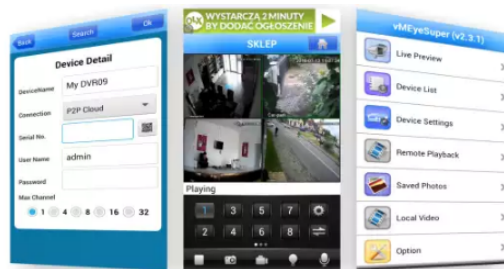 Back
Search
Ok
Device Detail
DeviceName
My DVR09
Connection
P2P Cloud
Serial No.
User Name
admin
Password
Max Channel
1 4 8 16 32
WYSTARCZA 2 MINUTY
BY DODAĆ OGŁOSZENIE
SKLEP
Playing
1 3 5 7
2 4 6 8
vMEyeSuper (v2.3.1)
Live Preview
Device List
Device Settings
Remote Playback
Saved Photos
Local Video
Option